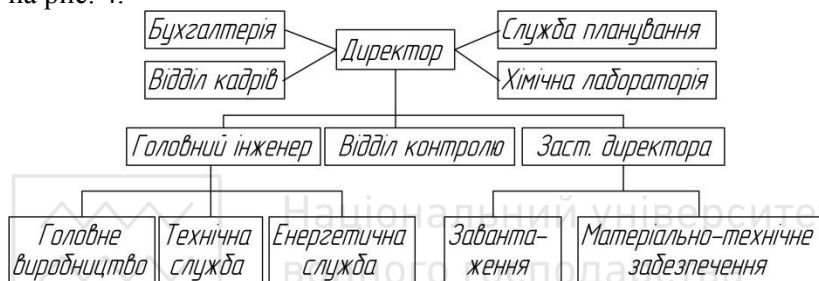 на рис. 4.
Бухгалтерія
Служба планування
Директор
Відділ кадрів
Хімічна лабораторія
Головний інженер
Відділ контролю
Заст. директора
Національний університе
Головне
виробництво
Технічна
служба
Енергетична
служба
Заванта-
ження
Матеріально-технічне
забезпечення
водного господарства